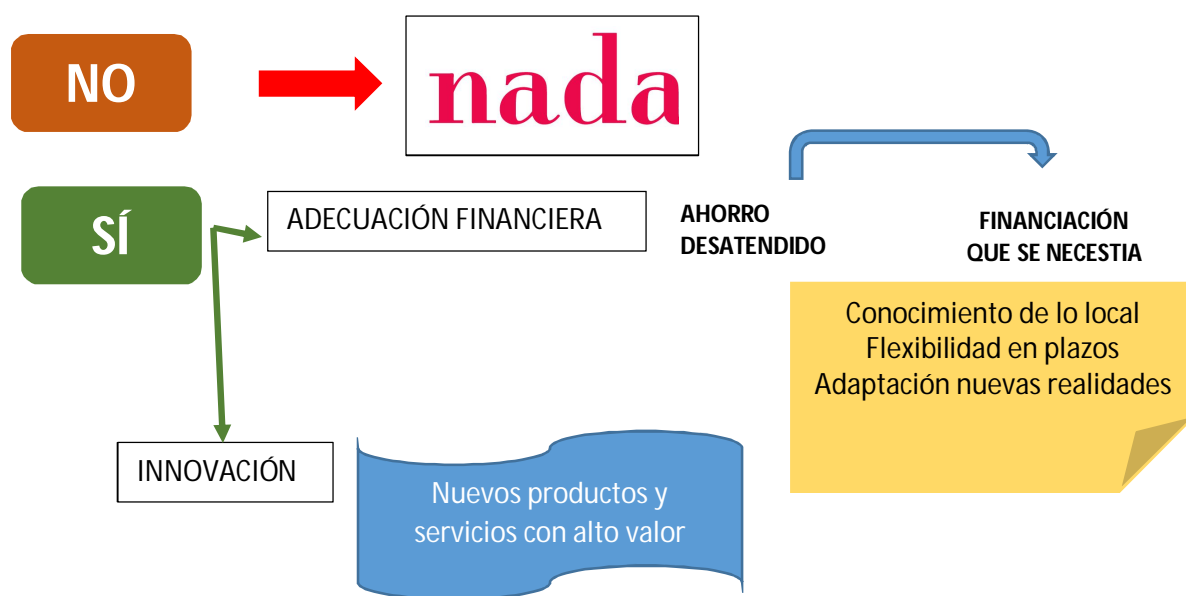 NO
nada
SÍ
ADECUACIÓN FINANCIERA
AHORRO
DESATENDIDO
FINANCIACIÓN
QUE SE NECESTIA
Conocimiento de lo local
Flexibilidad en plazos
Adaptación nuevas realidades
INNOVACIÓN
Nuevos productos y
servicios con alto valor